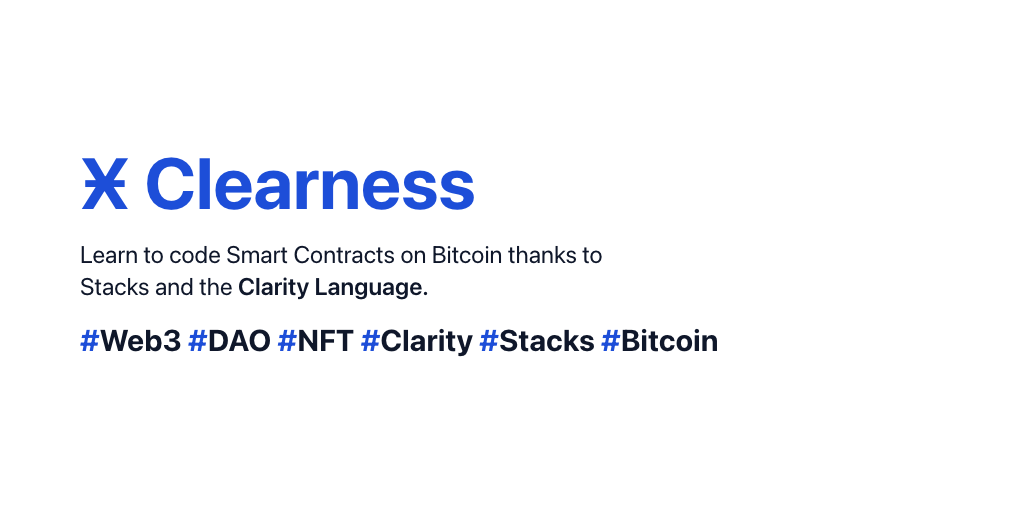 Ӿ Clearness
Learn to code Smart Contracts on Bitcoin thanks to
Stacks and the Clarity Language.
#Web3 #DAO #NFT #Clarity #Stacks #Bitcoin